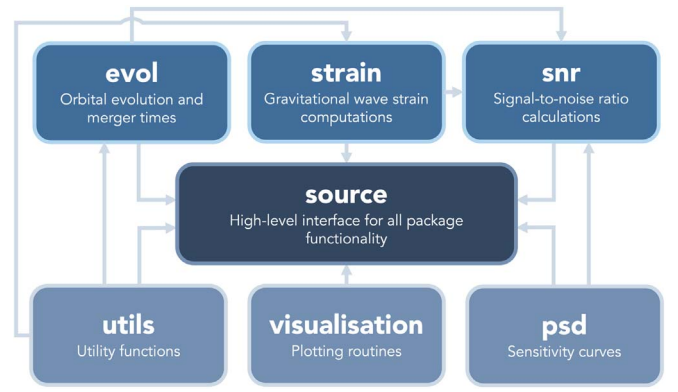 evol
Orbital evolution and
merger times
strain
Gravitational wave strain
computations
snr
Signal-to-noise ratio
calculations
source
High-level interface for all package
functionality
utils
Utility functions
visualisation
Plotting routines
psd
Sensitivity curves